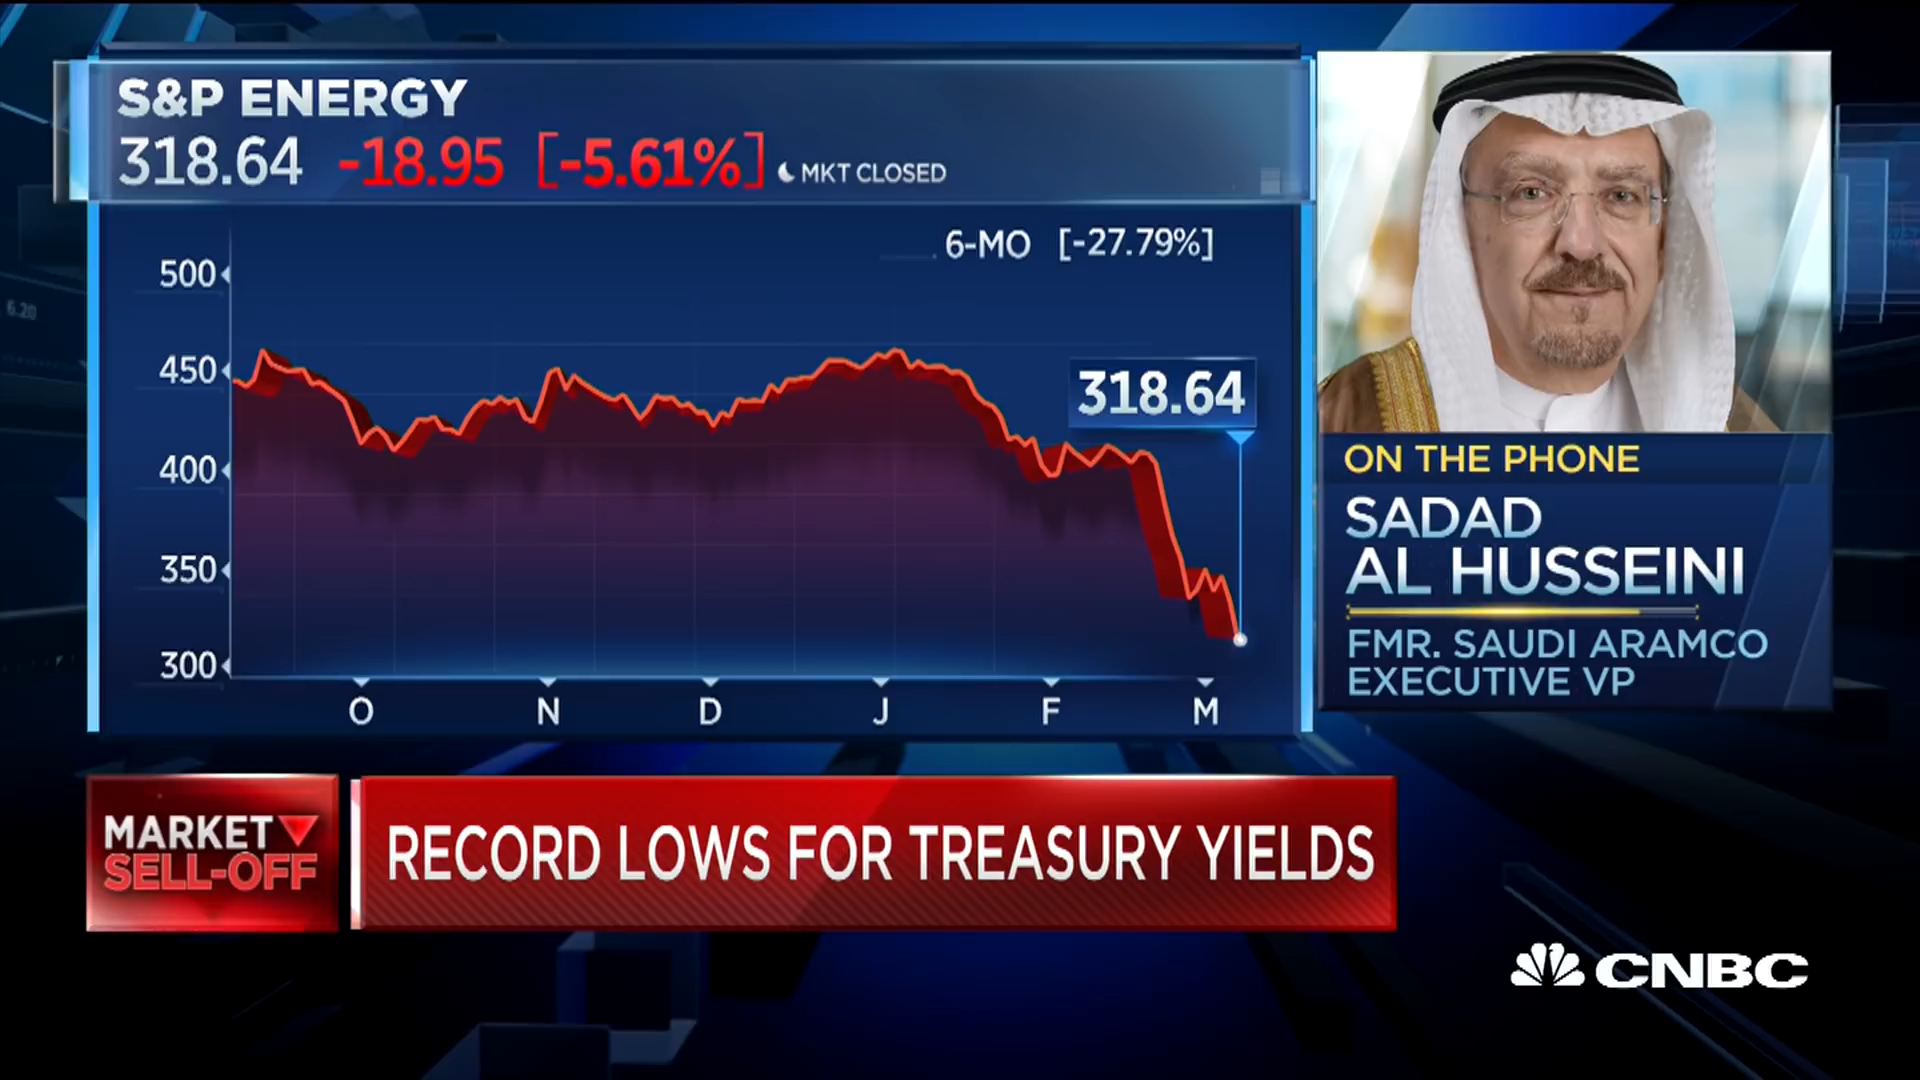 S&P ENERGY
318.64 -18.95 [-5.61%] MKT CLOSED
6-MO [-27.79%]
500
450
400
350
300
318.64
O N D J F M
ON THE PHONE
SADAD
AL HUSSEINI
FMR. SAUDI ARAMCO
EXECUTIVE VP
MARKET
SELL-OFF
RECORD LOWS FOR TREASURY YIELDS
CNBC
6.20